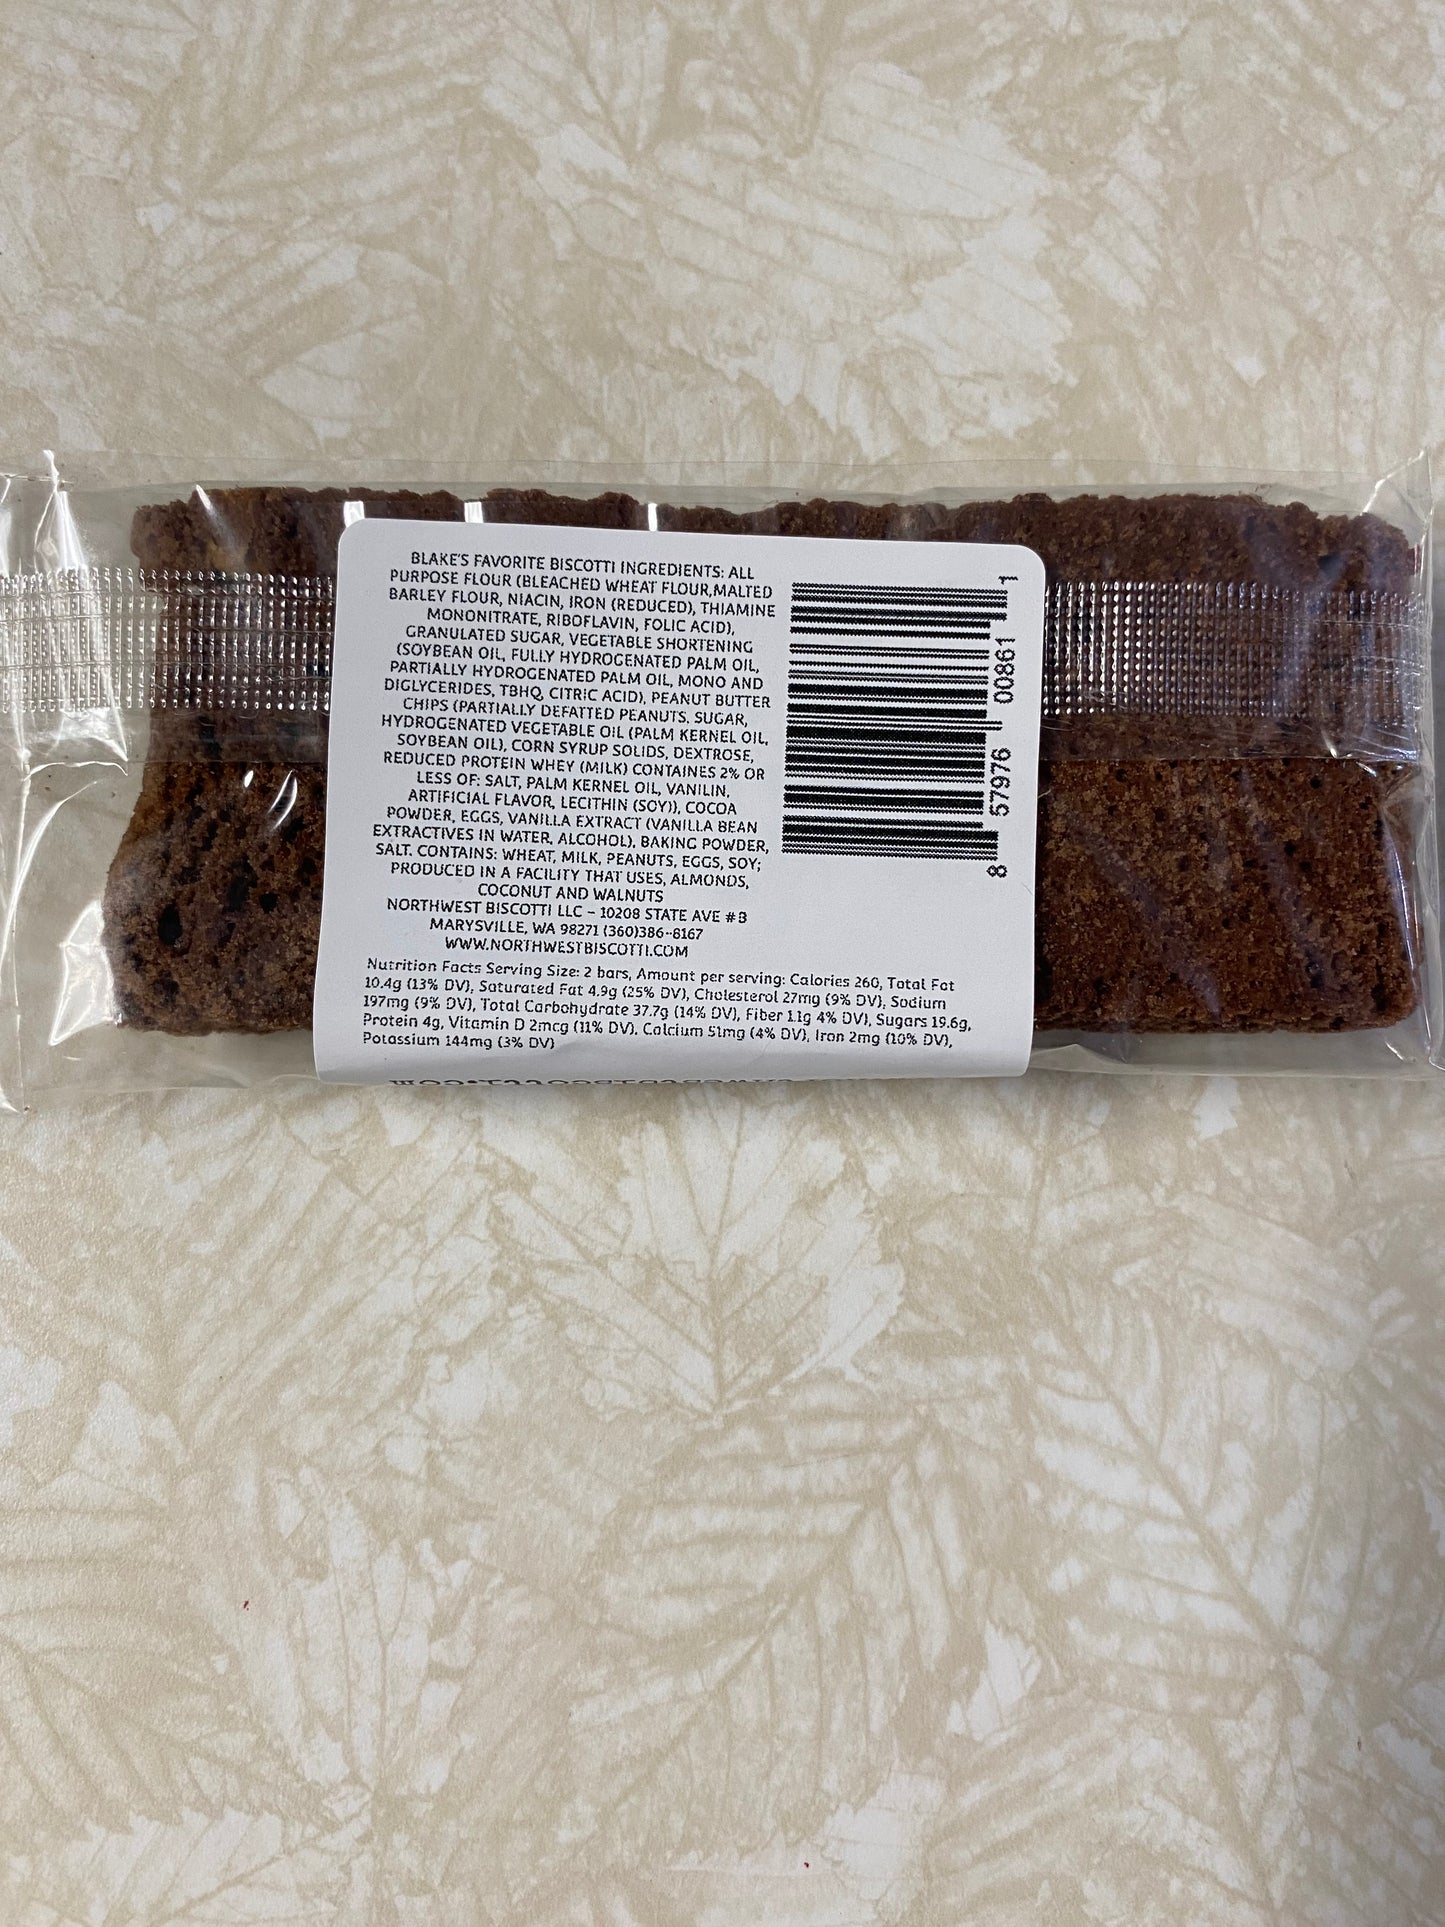 BLAKE'S FAVORITE BISCOTTI INGREDIENTS: ALL
PURPOSE FLOUR (BLEACHED WHEAT FLOUR,MALTED
BARLEY FLOUR, NIACIN, IRON (REDUCED), THIAMINE
MONONITRATE, RIBOFLAVIN, FOLIC ACID),
GRANULATED SUGAR, VEGETABLE SHORTENING
(SOYBEAN OIL, FULLY HYDROGENATED PALM OIL,
PARTIALLY HYDROGENATED PALM OIL, MONO AND
DIGLYCERIDES, TBHQ, CITRIC ACID), PEANUT BUTTER
CHIPS (PARTIALLY DEFATTED PEANUTS, SUGAR,
HYDROGENATED VEGETABLE OIL (PALM KERNEL OIL,
SOYBEAN OIL), CORN SYRUP SOLIDS, DEXTROSE,
REDUCED PROTEIN WHEY (MILK) CONTAINES 2% OR
LESS OF: SALT, PALM KERNEL OIL, VANILIN,
ARTIFICIAL FLAVOR, LECITHIN (SOY)), COCOA
POWDER, EGGS, VANILLA EXTRACT (VANILLA BEAN
EXTRACTIVES IN WATER, ALCOHOL), BAKING POWDER,
SALT. CONTAINS: WHEAT, MILK, PEANUTS, EGGS, SOY;
PRODUCED IN A FACILITY THAT USES, ALMONDS,
COCONUT AND WALNUTS
NORTHWEST BISCOTTI LLC - 10208 STATE AVE #B
MARYSVILLE, WA 98271 (360)386-8167
WWW.NORTHWESTBISCOTTI.COM
Nutrition Facts Serving Size: 2 bars, Amount per serving: Calories 260, Total Fat
10.4g (13% DV), Saturated Fat 4.9g (25% DV), Cholesterol 27mg (9% DV), Sodium
197mg (9% DV), Total Carbohydrate 37.7g (14% DV), Fiber 1.1g 4% DV), Sugars 19.6g,
Protein 4g, Vitamin D 2mcg (11% DV), Calcium 51mg (4% DV), Iron 2mg (10% DV),
Potassium 144mg (3% DV)
8 57976 00861 1